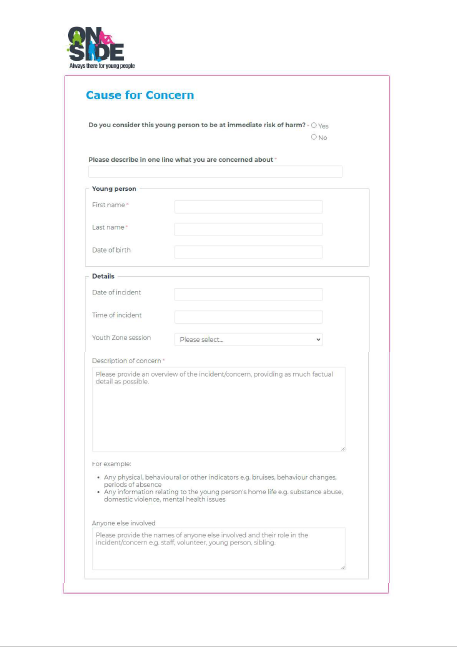 ON
SIDE
Always there for young people
Cause for Concern
Do you consider this young person to be at immediate risk of harm? - Yes
No
Please describe in one line what you are concerned about *
Young person
First name *
Last name *
Date of birth
Details
Date of incident
Time of incident
Youth Zone session
Please select...
Description of concern *
Please provide an overview of the incident/concern, providing as much factual
detail as possible.
For example:
• Any physical, behavioural or other indicators e.g. bruises, behaviour changes,
periods of absence
• Any information relating to the young person's home life e.g. substance abuse,
domestic violence, mental health issues
Anyone else involved
Please provide the names of anyone else involved and their role in the
incident/concern e.g. staff, volunteer, young person, sibling.